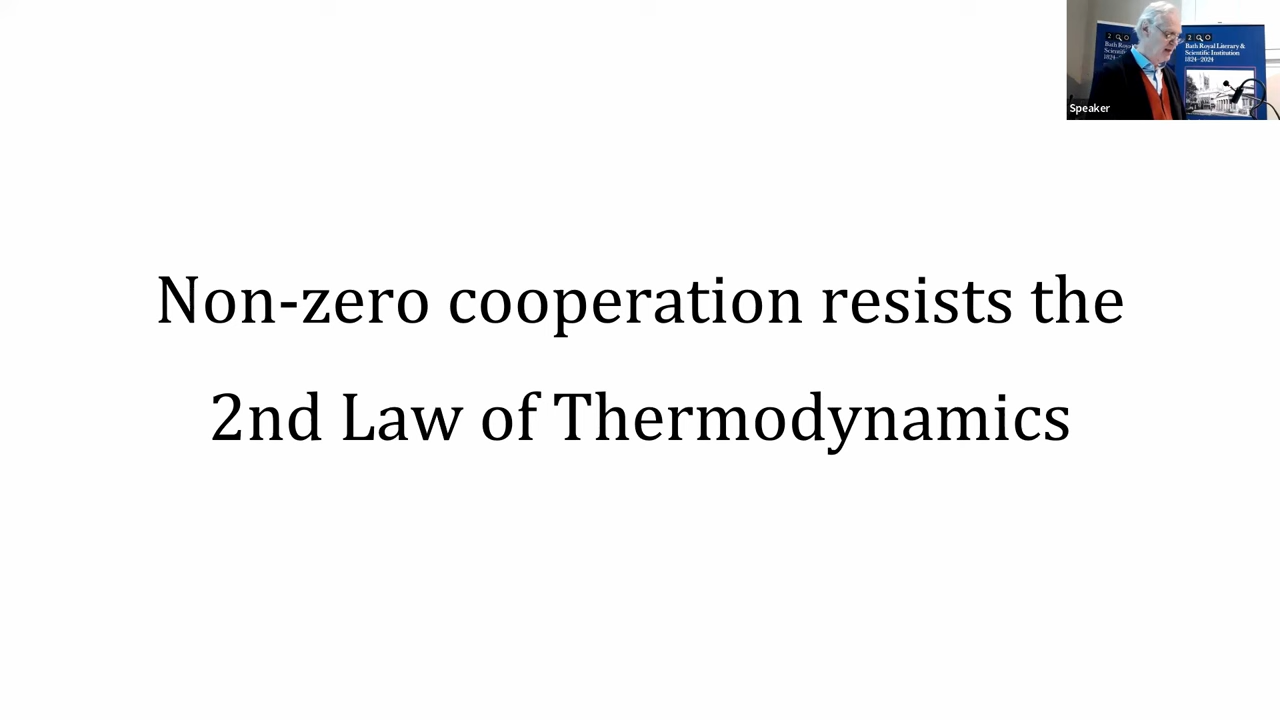 Non-zero cooperation resists the
2nd Law of Thermodynamics
Speaker
Bath Royal Literary &
Scientific Institution
1824–2024